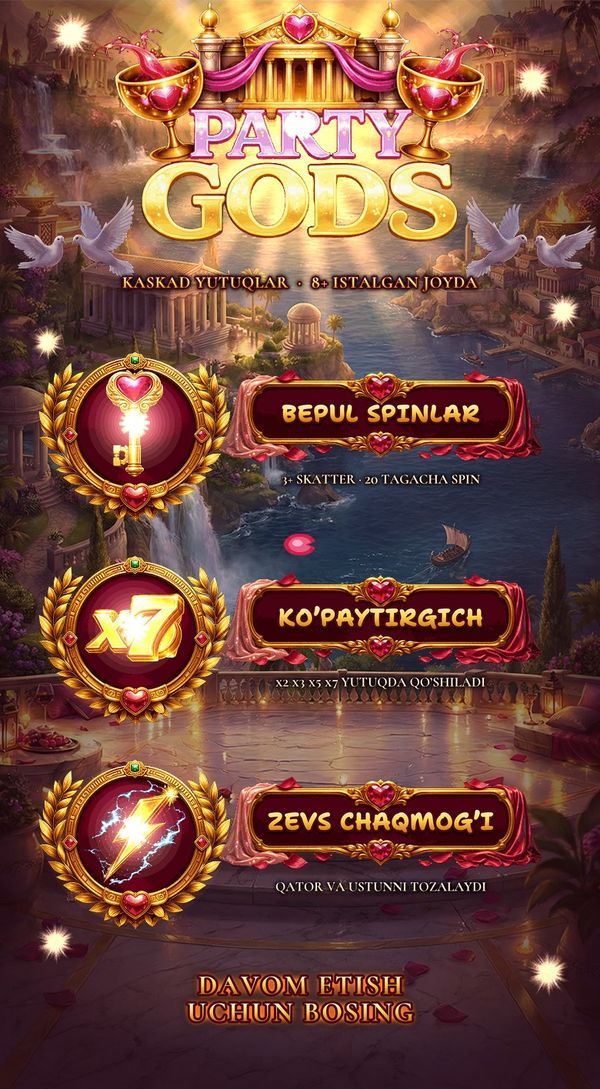 PARTY
GODS
KASKAD YUTUQLAR · 8+ ISTALGAN JOYDA
BEPUL SPINLAR
3+ SKATTER · 20 TAGACHA SPIN
x7
KO'PAYTIRGICH
x2 x3 x5 x7 YUTUQDA QO'SHILADI
ZEVS CHAQMOG'I
QATOR VA USTUNNI TOZALAYDI
DAVOM ETISH
UCHUN BOSING